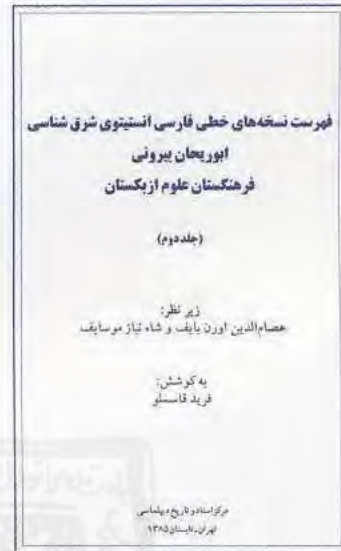 فهرست نسخه‌های خطی فارسی انستیتوی شرق شناسی
ابوریحان بیرونی
فرهنگستان علوم ازبکستان
(جلد دوم)
زیر نظر:
عصام‌الدین اورن بایف و شاه نیاز موسایف
به کوشش:
فرید قاسملو
مرکز اسناد و تاریخ دیپلماسی
تهران ـ تابستان ۱۳۸۵